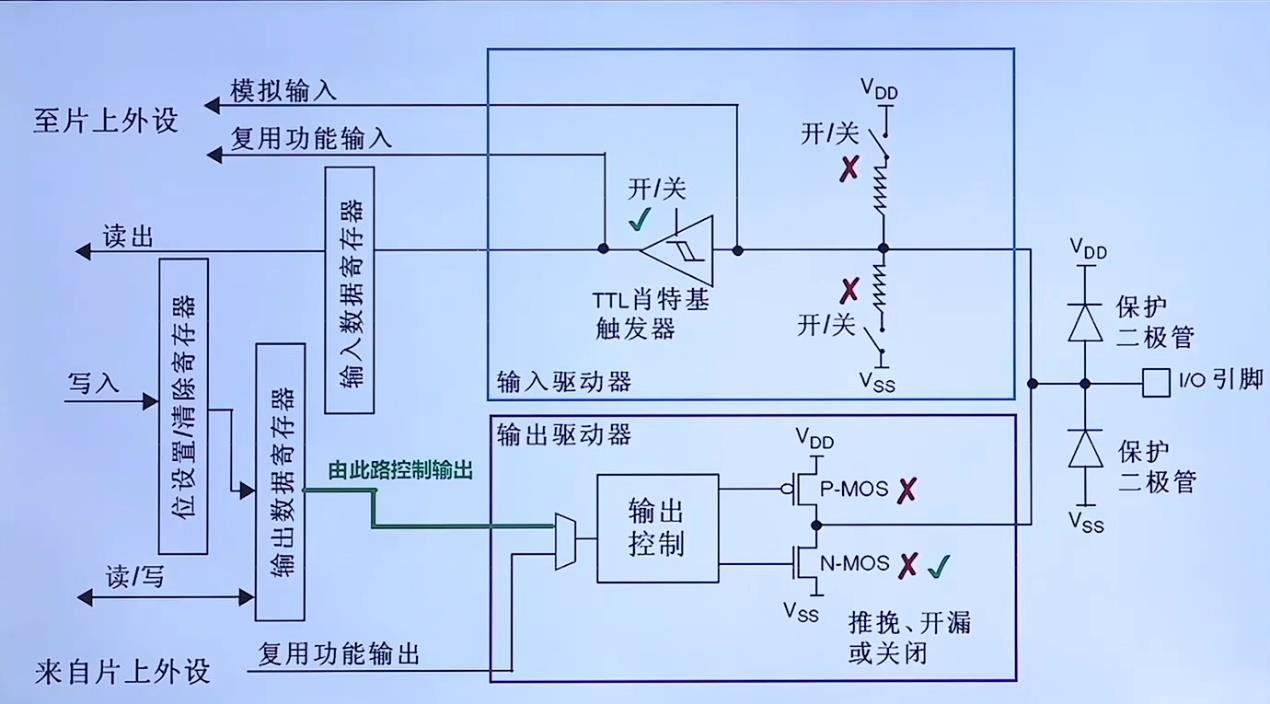 至片上外设
模拟输入
复用功能输入
读出
写入
读/写
来自片上外设
复用功能输出
位设置/清除寄存器
输出数据寄存器
输入数据寄存器
由此路控制输出
VDD
开/关
开/关
TTL肖特基
触发器
开/关
VSS
输入驱动器
输出驱动器
输出
控制
VDD
P-MOS
N-MOS
VSS
推挽、开漏
或关闭
VDD
保护
二极管
I/O 引脚
保护
二极管
VSS